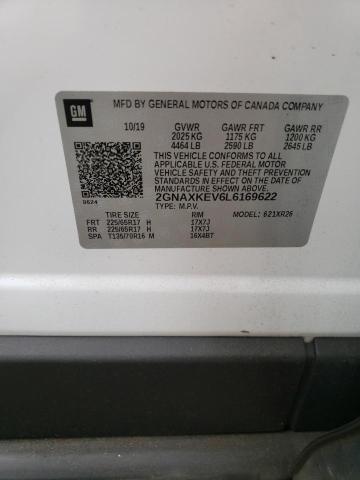 GM
MFD BY GENERAL MOTORS OF CANADA COMPANY
10/19 GVWR GAWR FRT GAWR RR
2025 KG 1175 KG 1200 KG
4464 LB 2590 LB 2645 LB
THIS VEHICLE CONFORMS TO ALL
APPLICABLE U.S. FEDERAL MOTOR
VEHICLE SAFETY AND THEFT
PREVENTION STANDARDS IN EFFECT
ON THE DATE OF MANUFACTURE
SHOWN ABOVE.
2GNAXKEV6L6169622
9624 TYPE: M.P.V. MODEL: 621XR26
TIRE SIZE RIM
FRT 225/65R17 H 17X7J
RR 225/65R17 H 17X7J
SPA T135/70R16 M 16X4BT